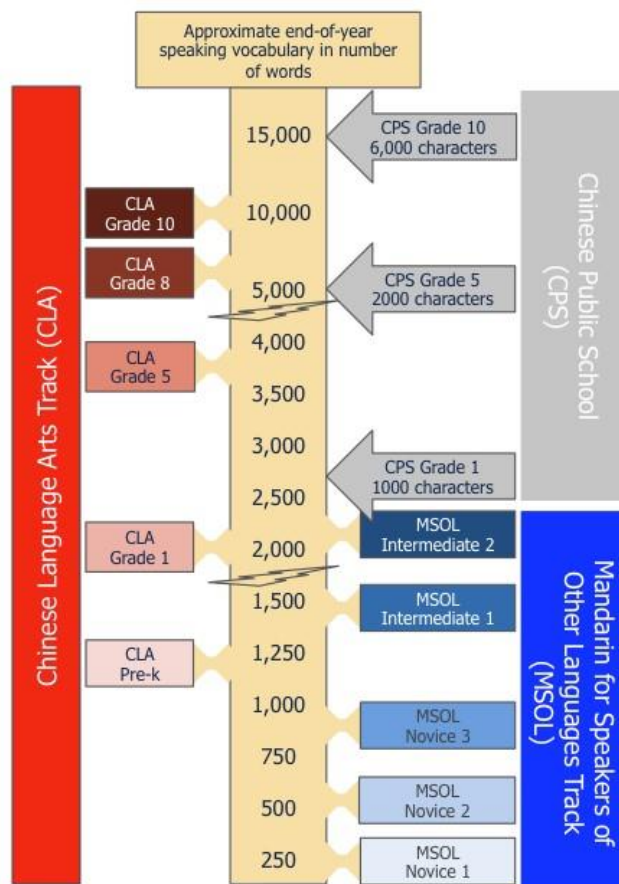 Approximate end-of-year
speaking vocabulary in number
of words
Chinese Language Arts Track (CLA)
CLA
Grade 10
CLA
Grade 8
CLA
Grade 5
CLA
Grade 1
CLA
Pre-k
15,000
10,000
5,000
4,000
3,500
3,000
2,500
2,000
1,500
1,250
1,000
750
500
250
CPS Grade 10
6,000 characters
CPS Grade 5
2000 characters
CPS Grade 1
1000 characters
MSOL
Intermediate 2
MSOL
Intermediate 1
MSOL
Novice 3
MSOL
Novice 2
MSOL
Novice 1
Chinese Public School
(CPS)
Mandarin for Speakers of
Other Languages Track
(MSOL)